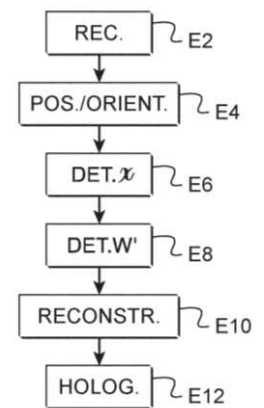 REC. E2
POS./ORIENT. E4
DET.𝓍 E6
DET.W' E8
RECONSTR. E10
HOLOG. E12